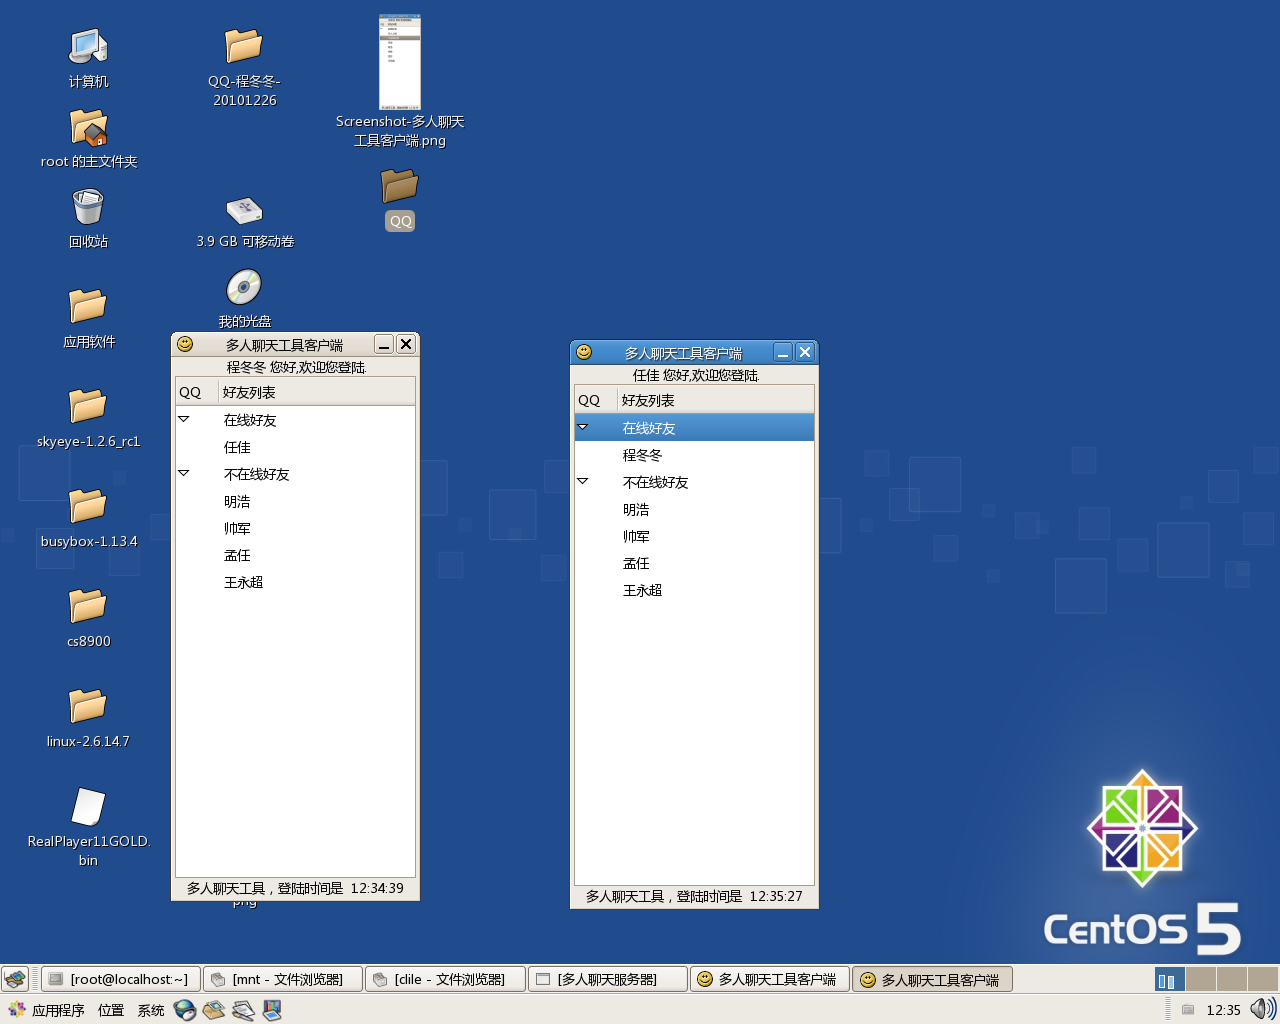 计算机
root 的主文件夹
回收站
应用软件
skyeye-1.2.6_rc1
busybox-1.13.4
cs8900
linux-2.6.14.7
RealPlayer11GOLD.
bin
QQ-程冬冬-
20101226
3.9 GB 可移动卷
我的光盘
png
Screenshot-多人聊天
工具客户端.png
QQ
多人聊天工具客户端
程冬冬 您好,欢迎您登陆.
QQ 好友列表
在线好友
任佳
不在线好友
明浩
帅军
孟任
王永超
多人聊天工具，登陆时间是 12:34:39
多人聊天工具客户端
任佳 您好,欢迎您登陆.
QQ 好友列表
在线好友
程冬冬
不在线好友
明浩
帅军
孟任
王永超
多人聊天工具，登陆时间是 12:35:27
CentOS 5
[root@localhost:~] [mnt - 文件浏览器] [clile - 文件浏览器] [多人聊天服务器] 多人聊天工具客户端 多人聊天工具客户端
应用程序 位置 系统 12:35